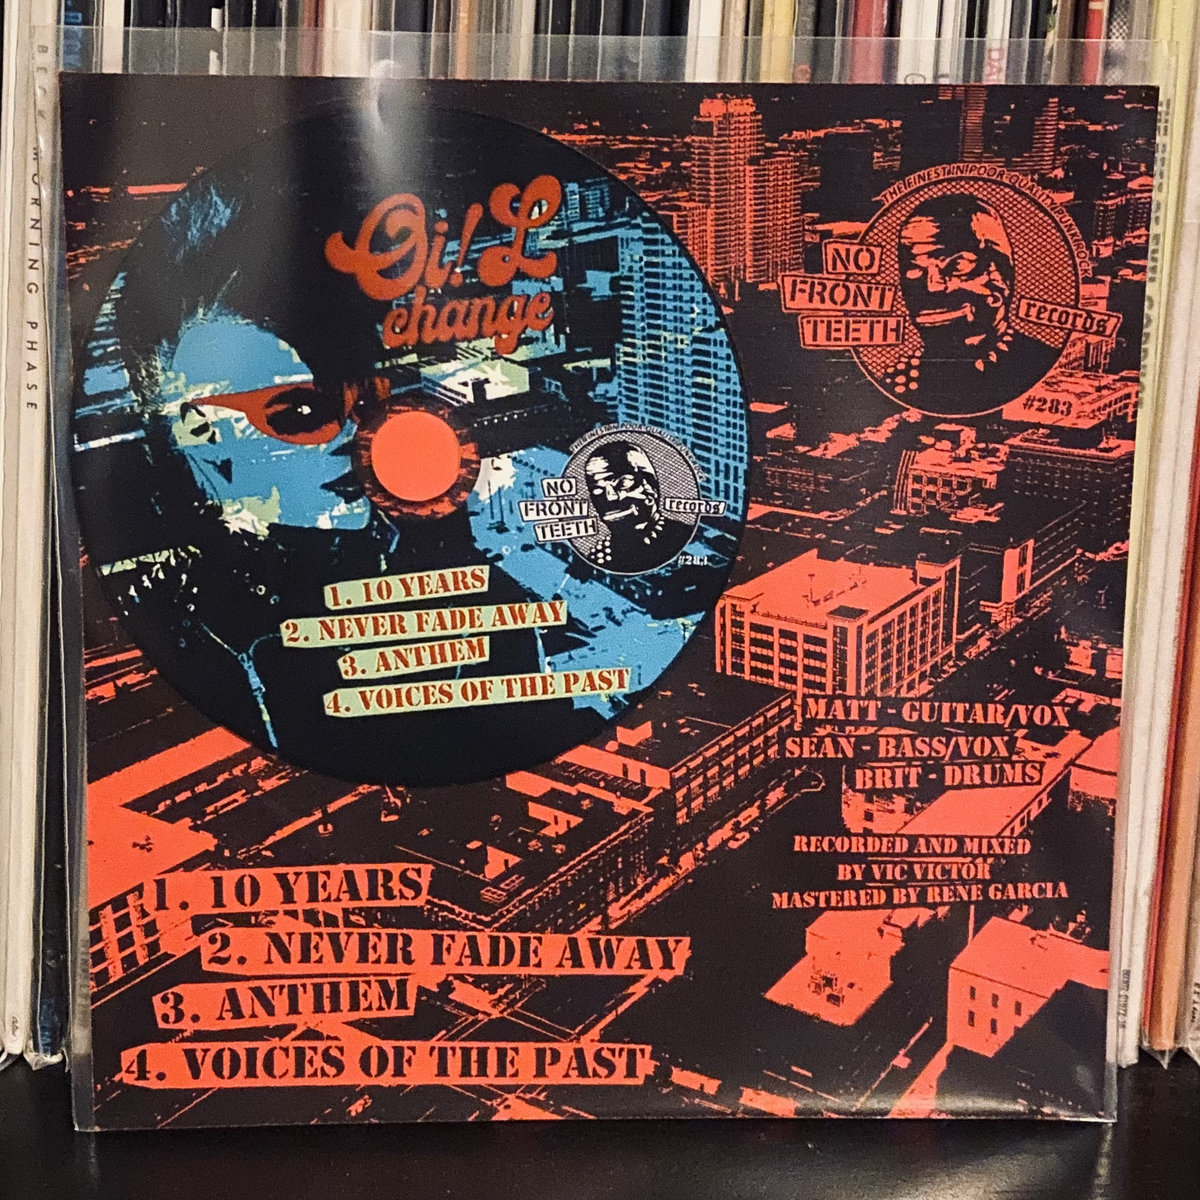 MORNING PHASE
Oi! L
change
THE FINEST IN POOR QUALITY PUNK ROCK
NO
FRONT
TEETH
records
#283
NO
FRONT
TEETH
records
#283
1. 10 YEARS
2. NEVER FADE AWAY
3. ANTHEM
4. VOICES OF THE PAST
MATT - GUITAR/VOX
SEAN - BASS/VOX
BRIT - DRUMS
RECORDED AND MIXED
BY VIC VICTOR
MASTERED BY RENE GARCIA
1. 10 YEARS
2. NEVER FADE AWAY
3. ANTHEM
4. VOICES OF THE PAST